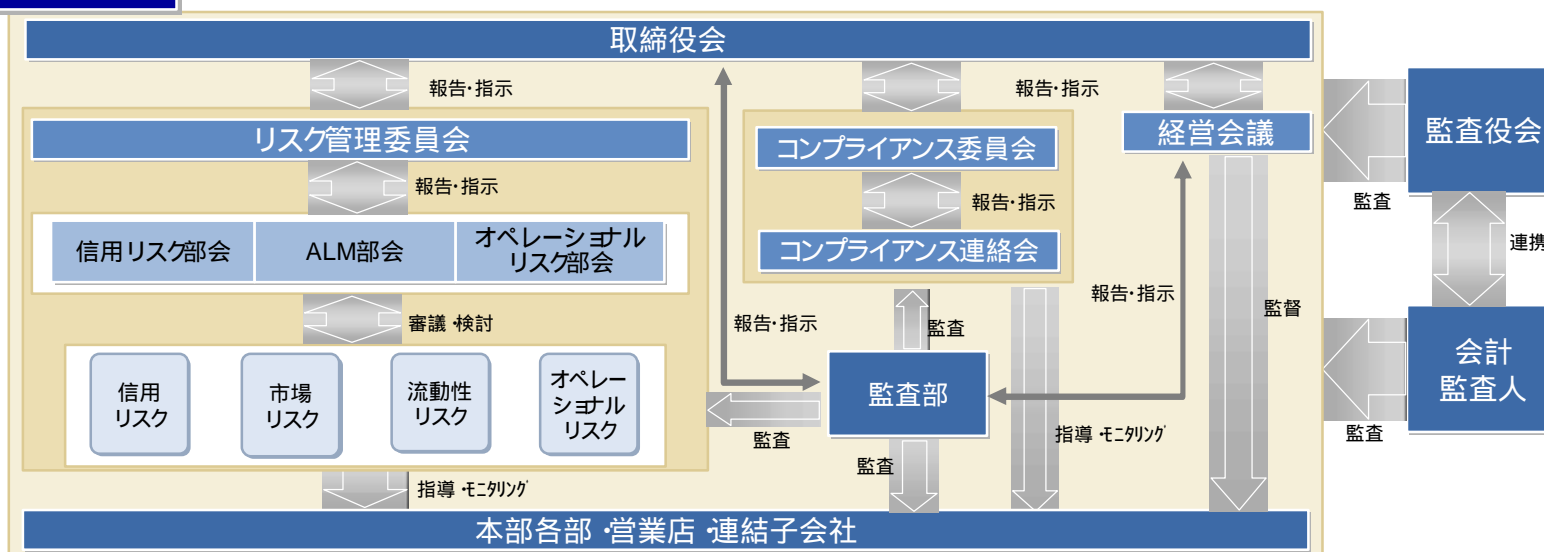 取締役会
報告・指示
報告・指示
リスク管理委員会
コンプライアンス委員会
経営会議
監査役会
報告・指示
報告・指示
監査
信用リスク部会
ALM部会
オペレーショナル
リスク部会
コンプライアンス連絡会
連携
審議・検討
報告・指示
監査
報告・指示
監督
信用
リスク
市場
リスク
流動性
リスク
オペレー
ショナル
リスク
監査部
会計
監査人
監査
監査
指導・モニタリング
監査
指導・モニタリング
本部各部・営業店・連結子会社